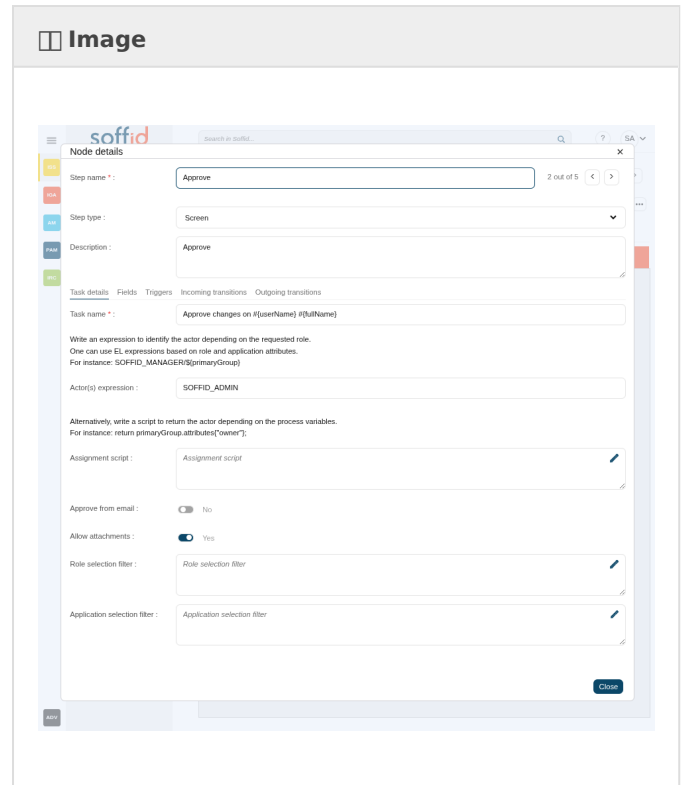 Image
soffid
Search in Soffid...
?
SA
Node details
Step name * :
Approve
2 out of 5
Step type :
Screen
Description :
Approve
Task details Fields Triggers Incoming transitions Outgoing transitions
Task name * :
Approve changes on #{userName} #{fullName}
Write an expression to identify the actor depending on the requested role.
One can use EL expressions based on role and application attributes.
For instance: SOFFID_MANAGER/${primaryGroup}
Actor(s) expression :
SOFFID_ADMIN
Alternatively, write a script to return the actor depending on the process variables.
For instance: return primaryGroup.attributes{"owner"};
Assignment script :
Assignment script
Approve from email :
No
Allow attachments :
Yes
Role selection filter :
Role selection filter
Application selection filter :
Application selection filter
Close
IGA
PAM
ADV